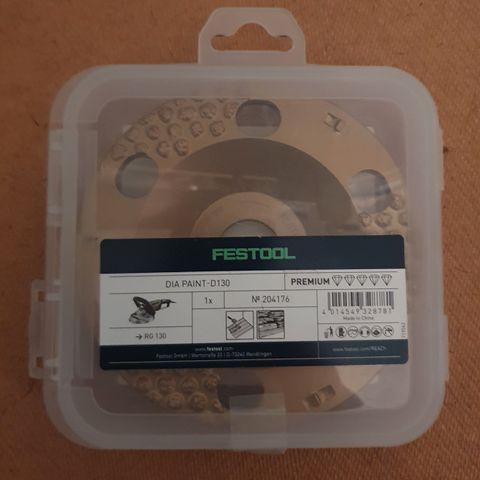 FESTOOL
DIA PAINT-D130
PREMIUM
1x
№ 204176
4 014549 328781
Made in China
→ RG 130
www.festool.com
Festool GmbH | Wertstraße 20 | D-73240 Wendlingen
www.festool.com/REACH